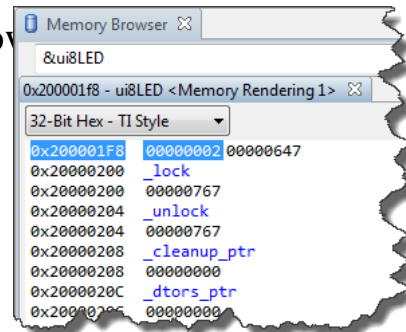 Memory Browser
&ui8LED
0x200001f8 - ui8LED <Memory Rendering 1>
32-Bit Hex - TI Style
0x200001F8 00000002 00000647
0x20000200 _lock
0x20000200 00000767
0x20000204 _unlock
0x20000204 00000767
0x20000208 _cleanup_ptr
0x20000208 00000000
0x2000020C _dtors_ptr
0x2000020C 00000000